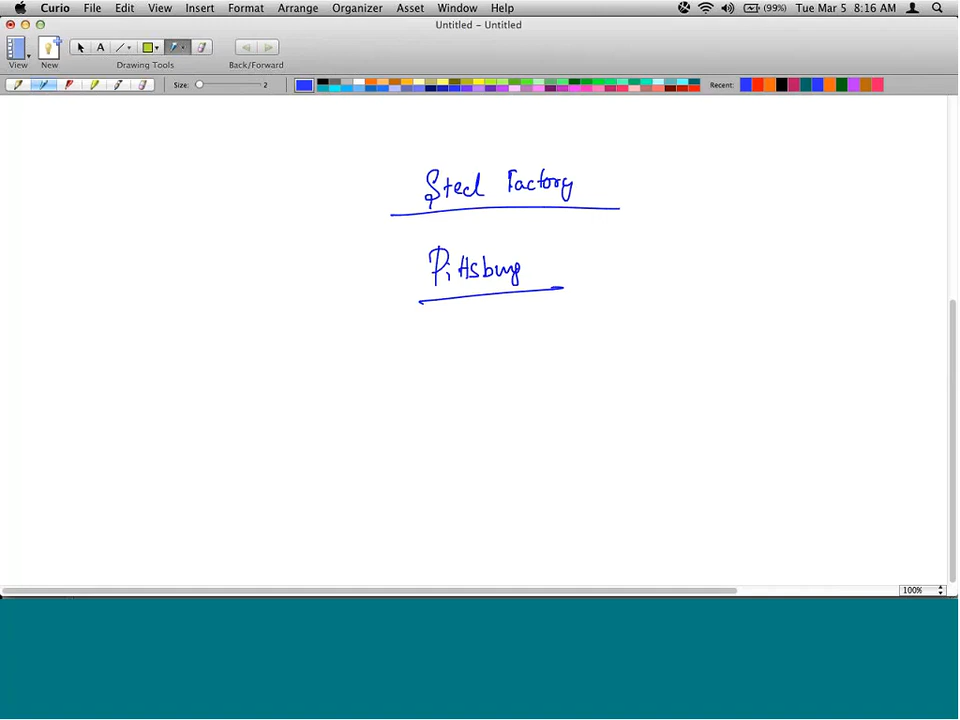 Curio File Edit View Insert Format Arrange Organizer Asset Window Help (99%) Tue Mar 5 8:16 AM
Untitled - Untitled
A
View New Drawing Tools Back/Forward
Size: 2 Recent:
Steel Factory
Pittsburg
100%